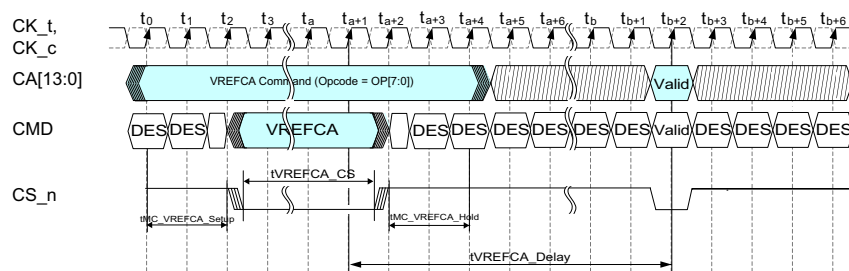 t0 t1 t2 t3 ta ta+1 ta+2 ta+3 ta+4 ta+5 ta+6 tb tb+1 tb+2 tb+3 tb+4 tb+5 tb+6
CK_t,
CK_c
CA[13:0] VREFCA Command (Opcode = OP[7:0]) Valid
CMD DES DES VREFCA DES DES DES DES DES DES Valid DES DES DES DES
tVREFCA_CS
CS_n
tMC_VREFCA_Setup tMC_VREFCA_Hold
tVREFCA_Delay